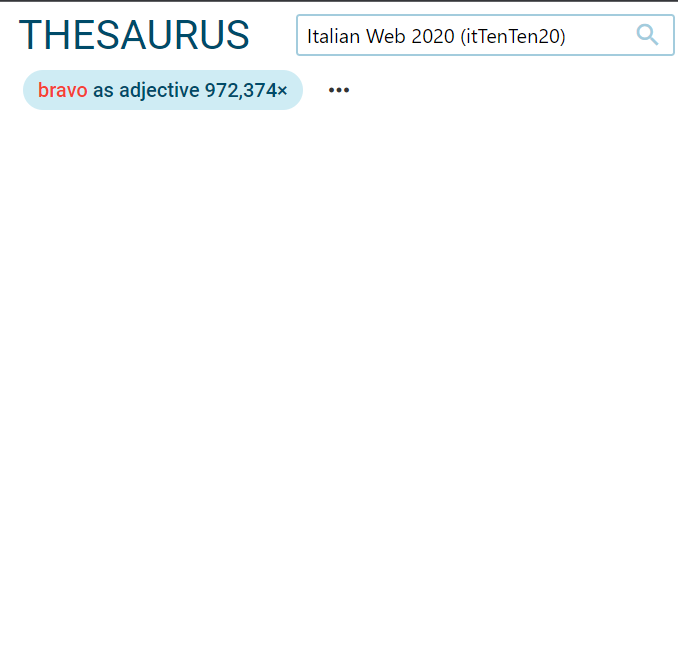 THESAURUS
Italian Web 2020 (itTenTen20)
bravo as adjective 972,374×